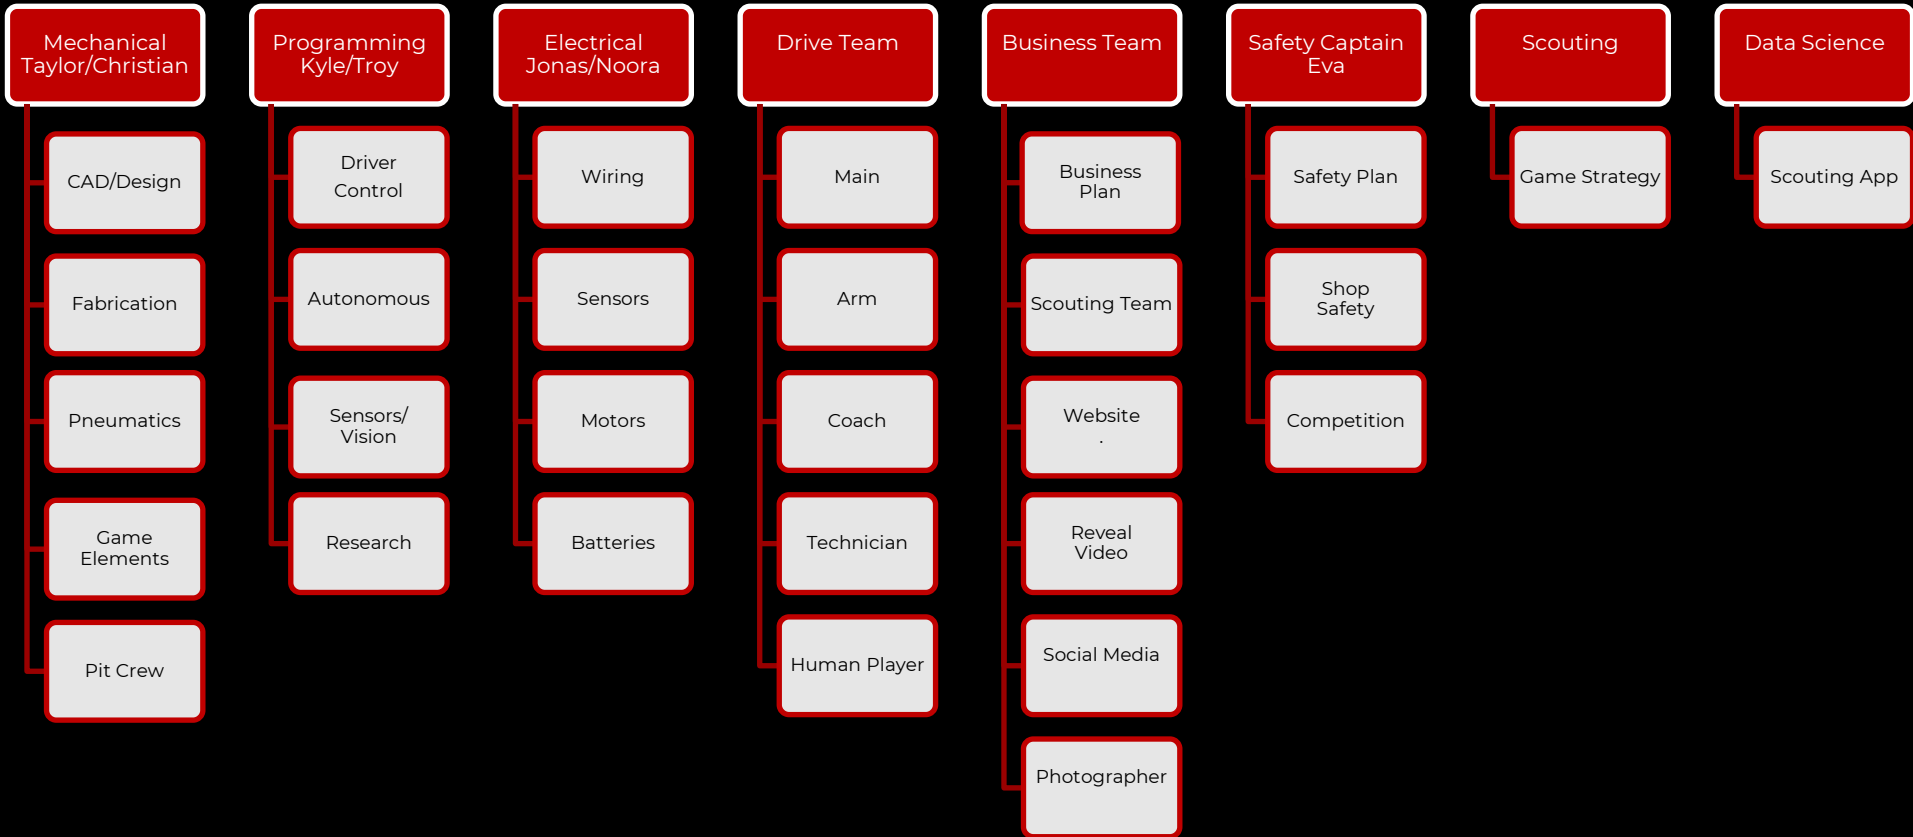 Mechanical
Taylor/Christian
CAD/Design
Fabrication
Pneumatics
Game
Elements
Pit Crew
Programming
Kyle/Troy
Driver
Control
Autonomous
Sensors/
Vision
Research
Electrical
Jonas/Noora
Wiring
Sensors
Motors
Batteries
Drive Team
Main
Arm
Coach
Technician
Human Player
Business Team
Business
Plan
Scouting Team
Website
.
Reveal
Video
Social Media
Photographer
Safety Captain
Eva
Safety Plan
Shop
Safety
Competition
Scouting
Game Strategy
Data Science
Scouting App